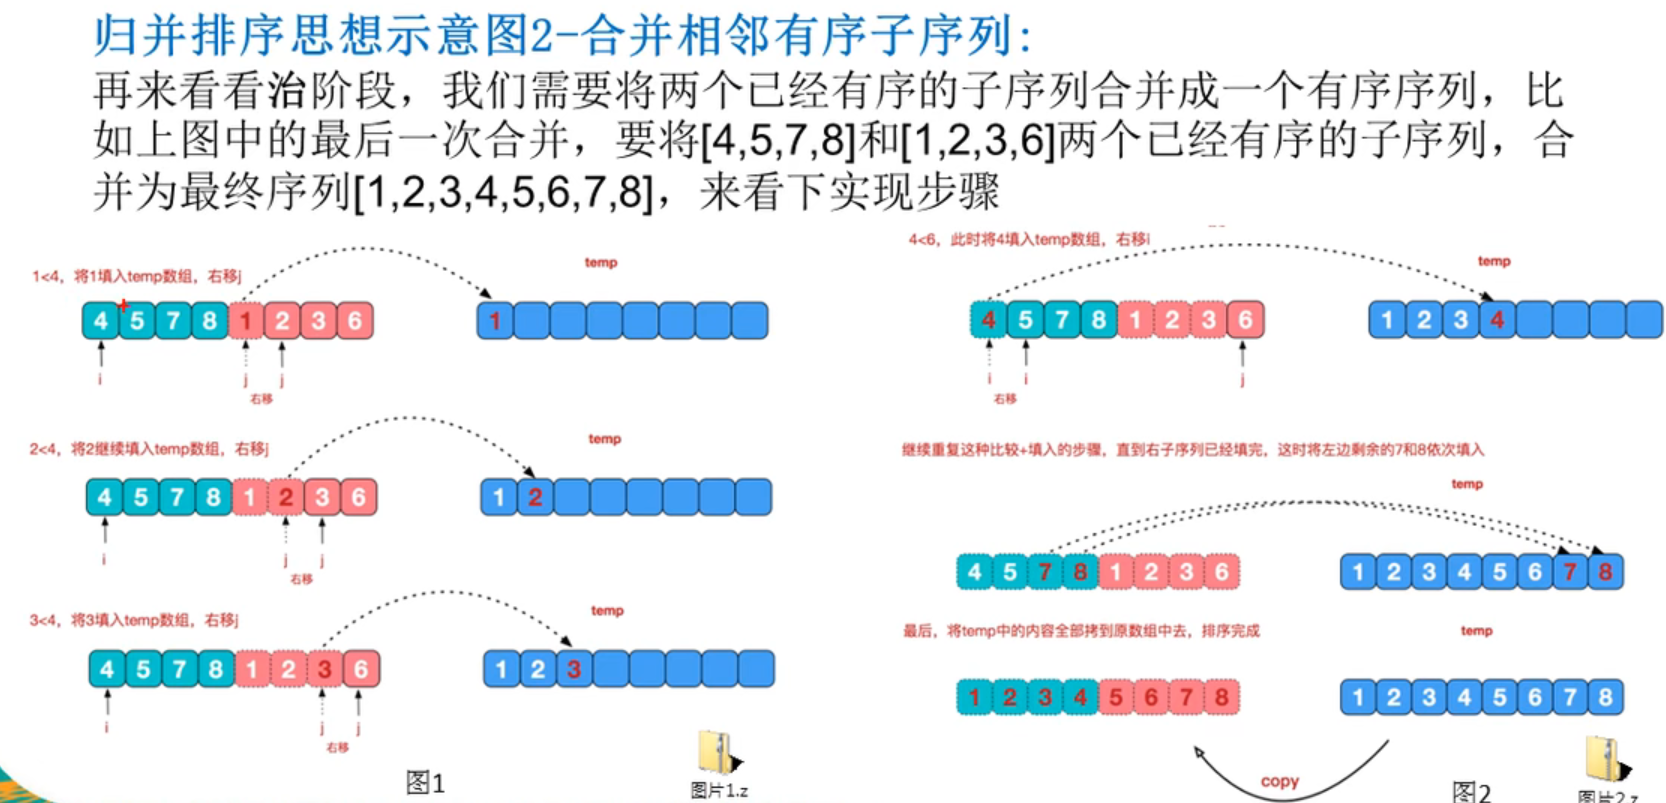 归并排序思想示意图2-合并相邻有序子序列:
再来看看治阶段，我们需要将两个已经有序的子序列合并成一个有序序列，比
如上图中的最后一次合并，要将[4,5,7,8]和[1,2,3,6]两个已经有序的子序列，合
并为最终序列[1,2,3,4,5,6,7,8]，来看下实现步骤
1<4，将1填入temp数组，右移j
temp
4 5 7 8 1 2 3 6
1
i j j
右移
2<4，将2继续填入temp数组，右移j
temp
4 5 7 8 1 2 3 6
1 2
i j j
右移
3<4，将3填入temp数组，右移j
temp
4 5 7 8 1 2 3 6
1 2 3
i j j
右移
图1
图片1.z
4<6，此时将4填入temp数组，右移i
temp
4 5 7 8 1 2 3 6
1 2 3 4
i i j
右移
继续重复这种比较+填入的步骤，直到右子序列已经填完，这时将左边剩余的7和8依次填入
temp
4 5 7 8 1 2 3 6
1 2 3 4 5 6 7 8
最后，将temp中的内容全部拷到原数组中去，排序完成
temp
1 2 3 4 5 6 7 8
1 2 3 4 5 6 7 8
copy
图2
图片2.z